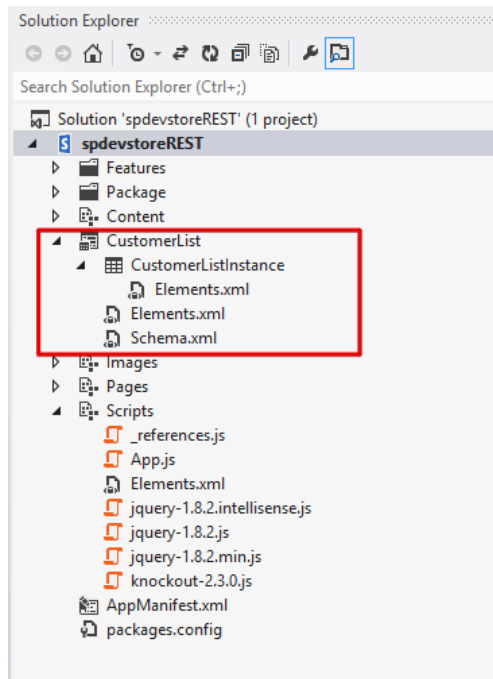 Solution Explorer
Search Solution Explorer (Ctrl+;)
Solution 'spdevstoreREST' (1 project)
spdevstoreREST
Features
Package
Content
CustomerList
CustomerListInstance
Elements.xml
Elements.xml
Schema.xml
Images
Pages
Scripts
_references.js
App.js
Elements.xml
jquery-1.8.2.intellisense.js
jquery-1.8.2.js
jquery-1.8.2.min.js
knockout-2.3.0.js
AppManifest.xml
packages.config